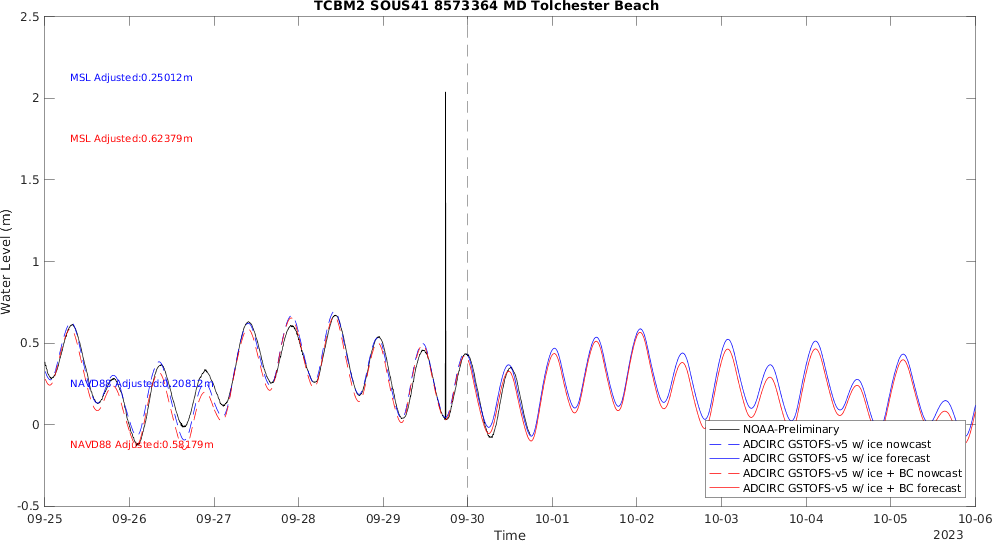 TCBM2 SOUS41 8573364 MD Tolchester Beach
2.5
2
1.5
1
0.5
0
-0.5
Water Level (m)
MSL Adjusted:0.25012m
MSL Adjusted:0.62379m
NAVD88 Adjusted:0.20812m
NAVD88 Adjusted:0.58179m
NOAA-Preliminary
ADCIRC GSTOFS-v5 w/ ice nowcast
ADCIRC GSTOFS-v5 w/ ice forecast
ADCIRC GSTOFS-v5 w/ ice + BC nowcast
ADCIRC GSTOFS-v5 w/ ice + BC forecast
09-25 09-26 09-27 09-28 09-29 09-30 10-01 10-02 10-03 10-04 10-05 10-06
Time
2023